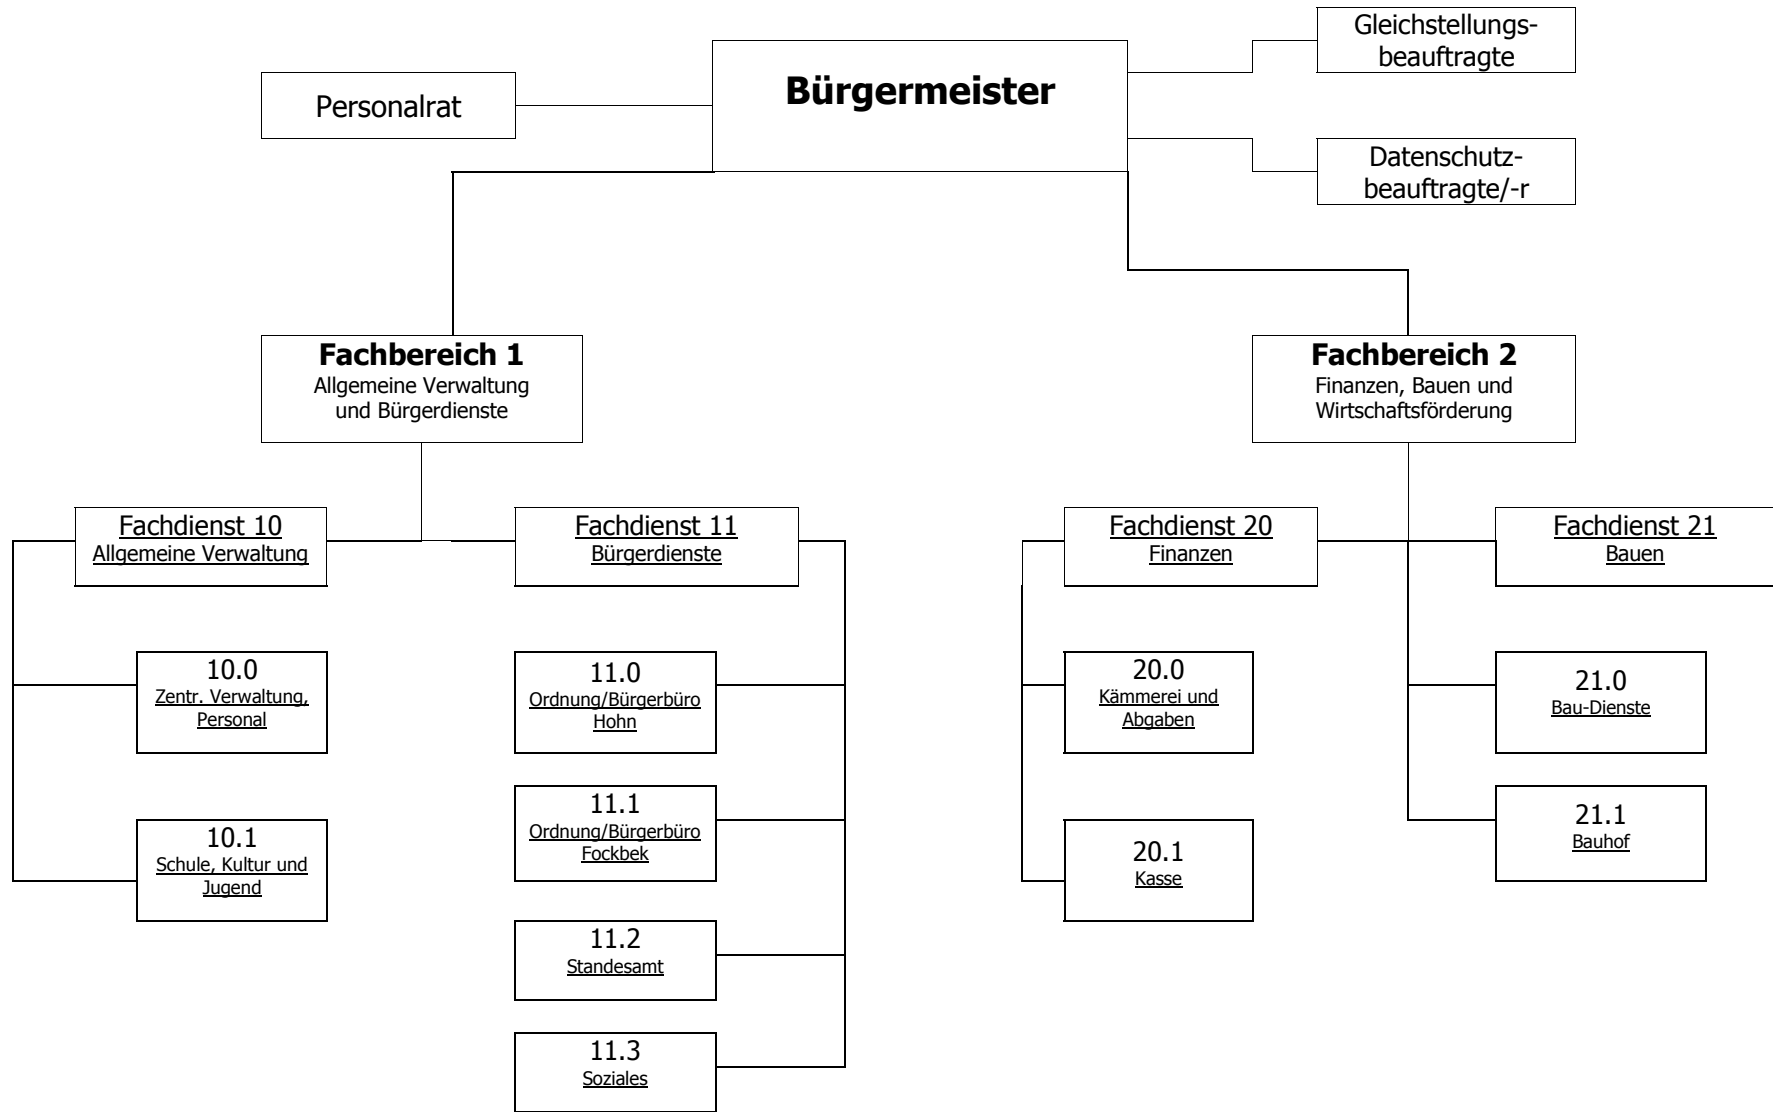 Gleichstellungs-
beauftragte
Bürgermeister
Personalrat
Datenschutz-
beauftragte/-r
Fachbereich 1
Allgemeine Verwaltung
und Bürgerdienste
Fachbereich 2
Finanzen, Bauen und
Wirtschaftsförderung
Fachdienst 10
Allgemeine Verwaltung
Fachdienst 11
Bürgerdienste
Fachdienst 20
Finanzen
Fachdienst 21
Bauen
10.0
Zentr. Verwaltung,
Personal
11.0
Ordnung/Bürgerbüro
Hohn
20.0
Kämmerei und
Abgaben
21.0
Bau-Dienste
10.1
Schule, Kultur und
Jugend
11.1
Ordnung/Bürgerbüro
Fockbek
20.1
Kasse
21.1
Bauhof
11.2
Standesamt
11.3
Soziales